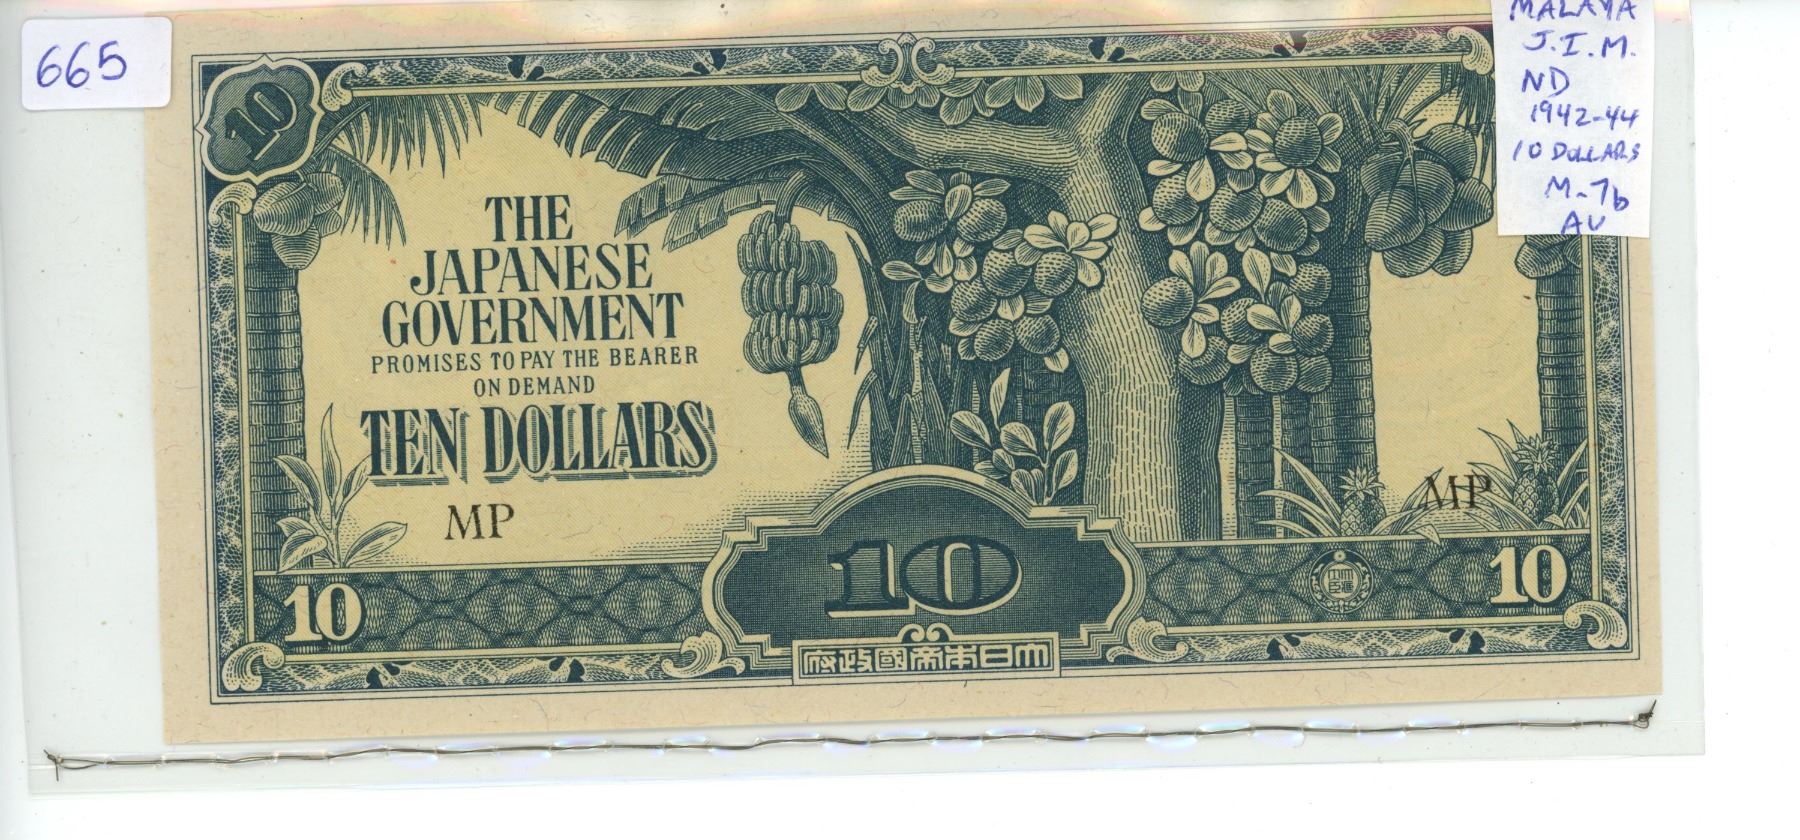 665
MALAYA
J.I.M.
ND
1942-44
10 DOLLARS
M-7b
AU
10
THE
JAPANESE
GOVERNMENT
PROMISES TO PAY THE BEARER
ON DEMAND
TEN DOLLARS
MP
MP
10
10
10
府政國帝本日大